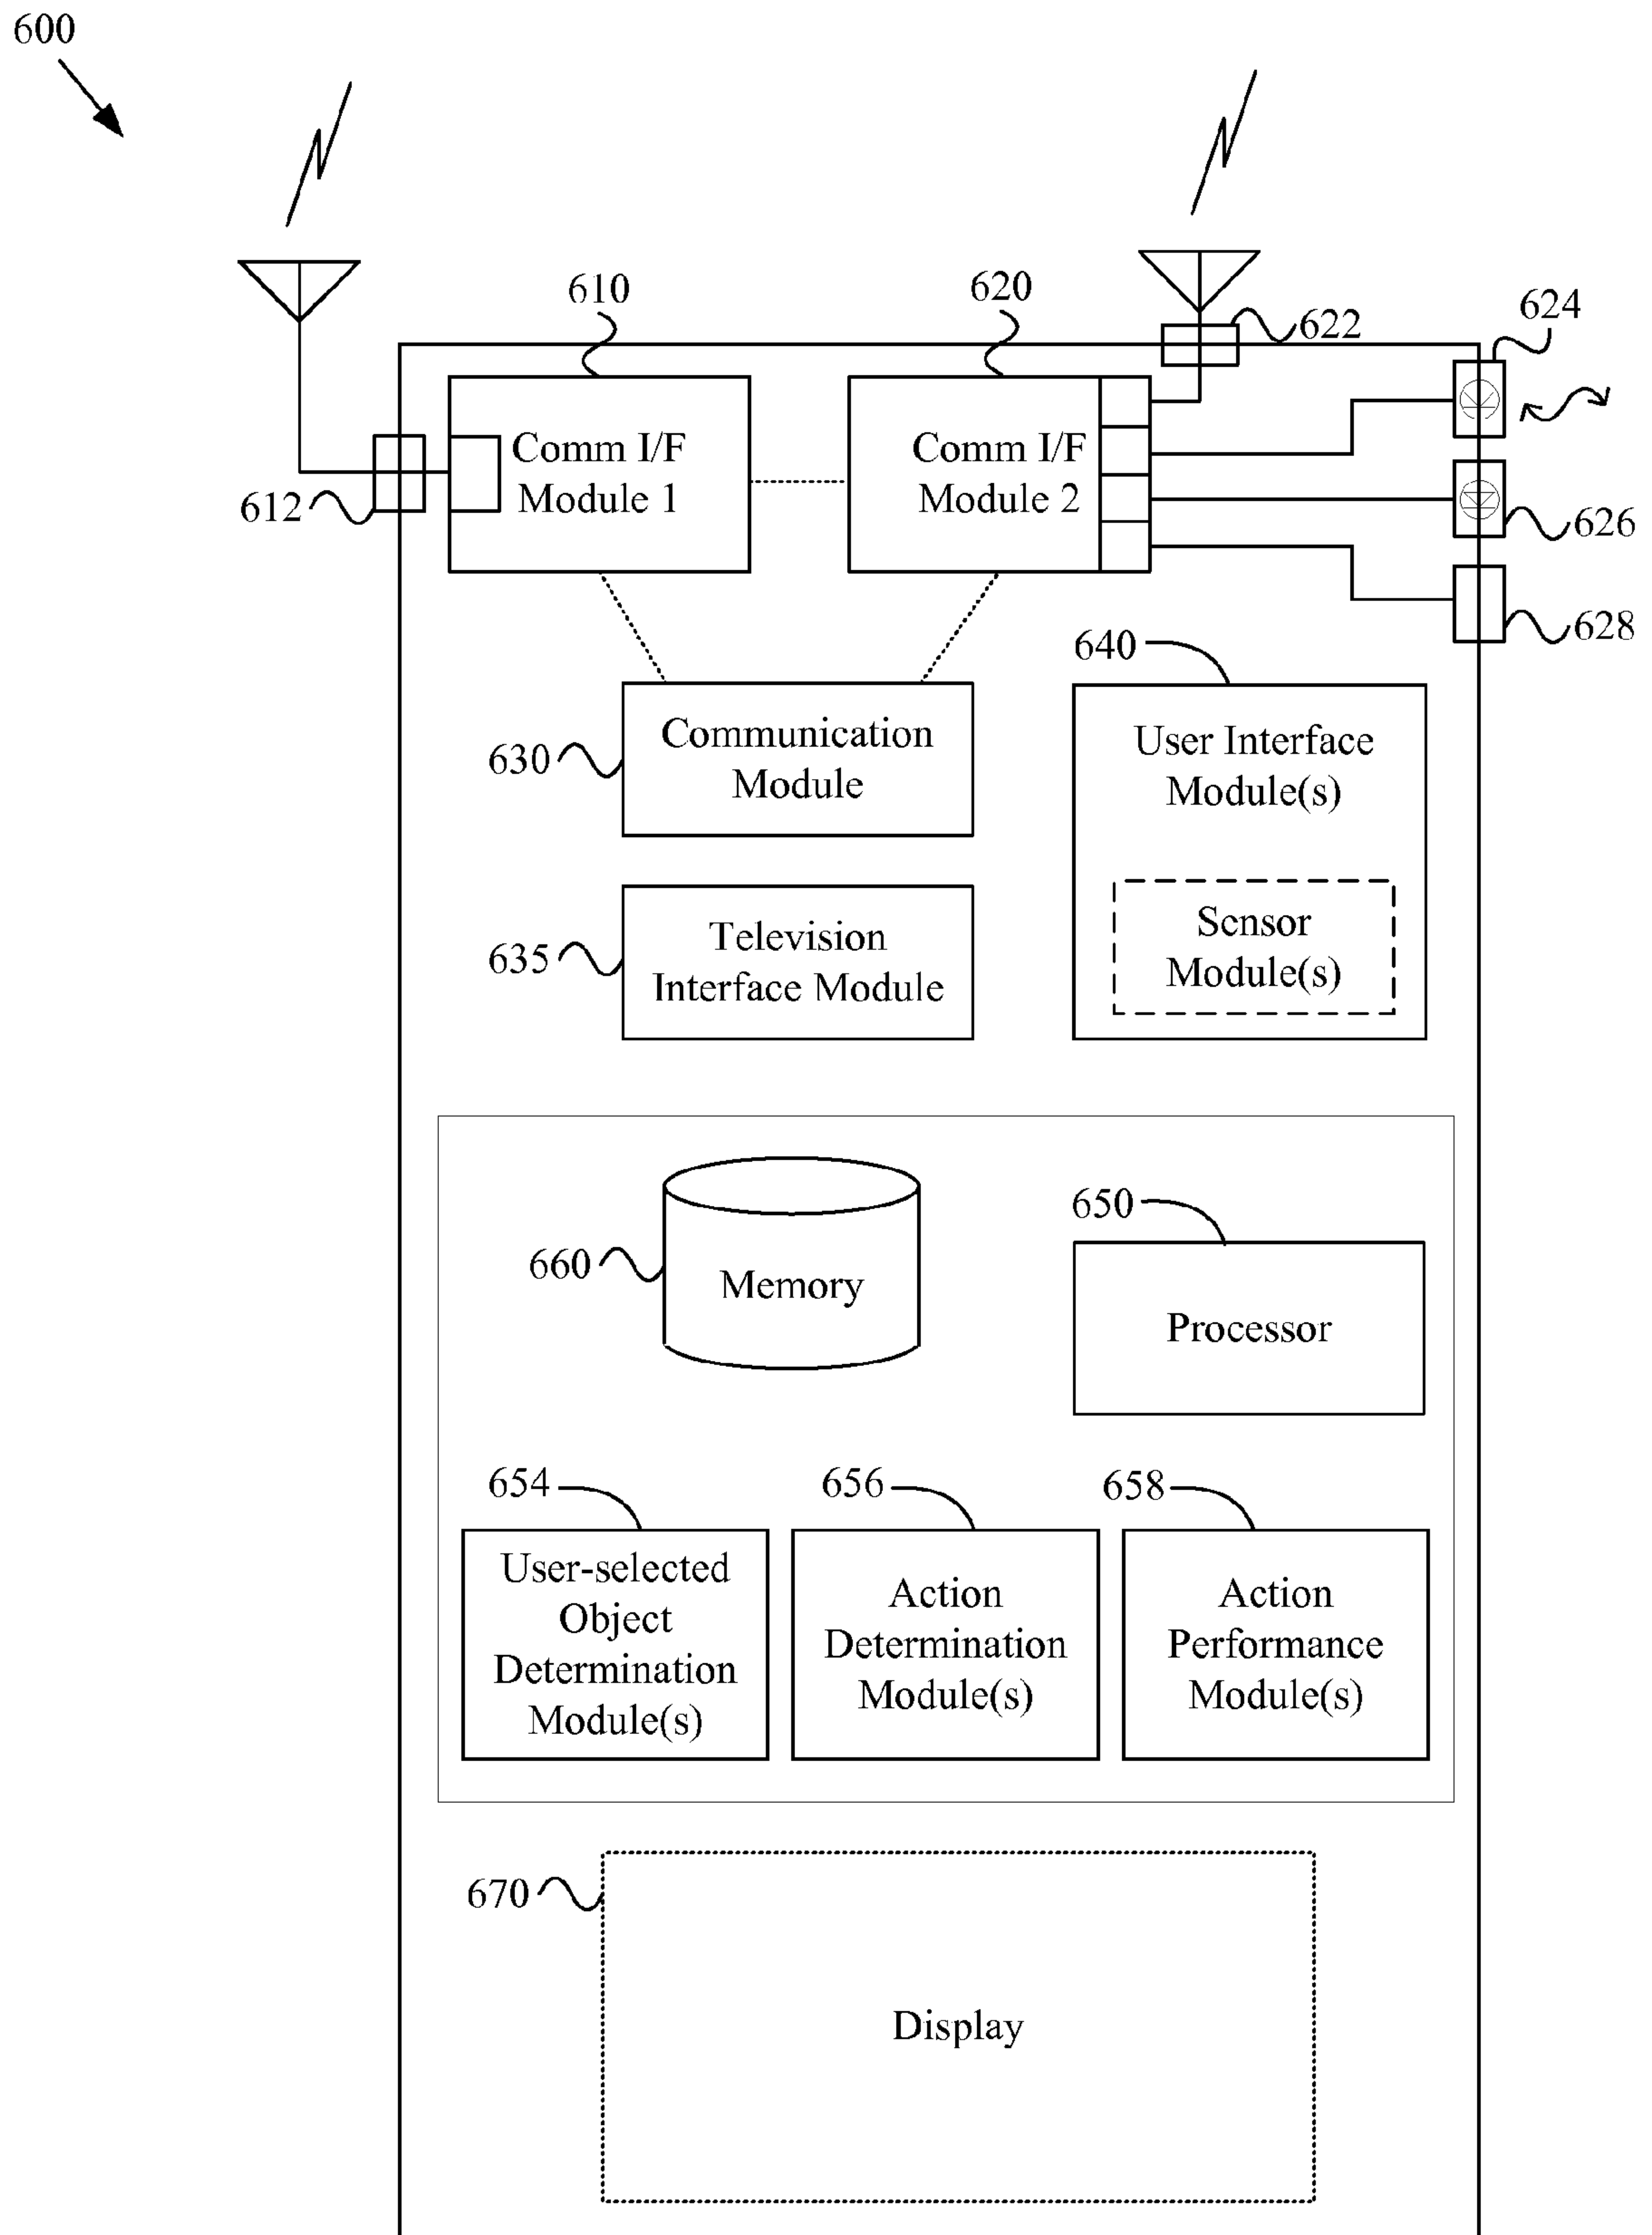 600
610
620
622
624
Comm I/F
Module 1
Comm I/F
Module 2
612
626
628
640
Communication
Module
630
User Interface
Module(s)
Television
Interface Module
635
Sensor
Module(s)
650
660
Memory
Processor
654
656
658
User-selected
Object
Determination
Module(s)
Action
Determination
Module(s)
Action
Performance
Module(s)
670
Display